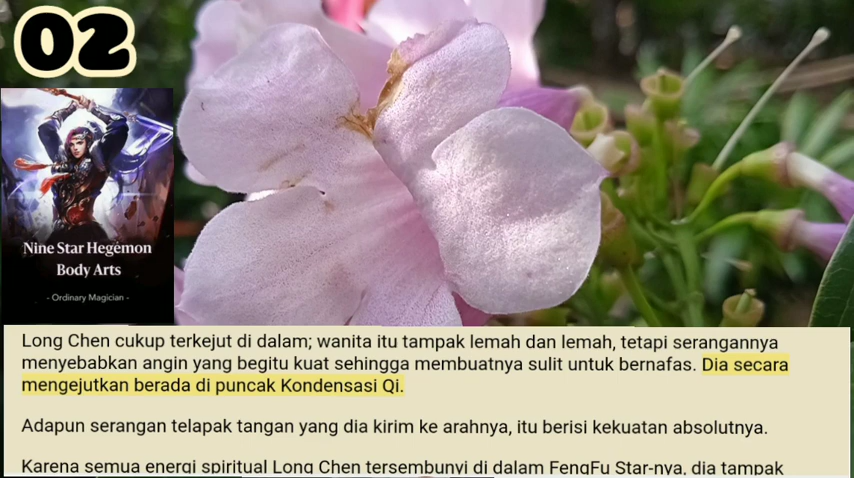 02
Nine Star Hegemon
Body Arts
- Ordinary Magician -
Long Chen cukup terkejut di dalam; wanita itu tampak lemah dan lemah, tetapi serangannya
menyebabkan angin yang begitu kuat sehingga membuatnya sulit untuk bernafas. Dia secara
mengejutkan berada di puncak Kondensasi Qi.
Adapun serangan telapak tangan yang dia kirim ke arahnya, itu berisi kekuatan absolutnya.
Karena semua energi spiritual Long Chen tersembunyi di dalam FengFu Star-nya, dia tampak